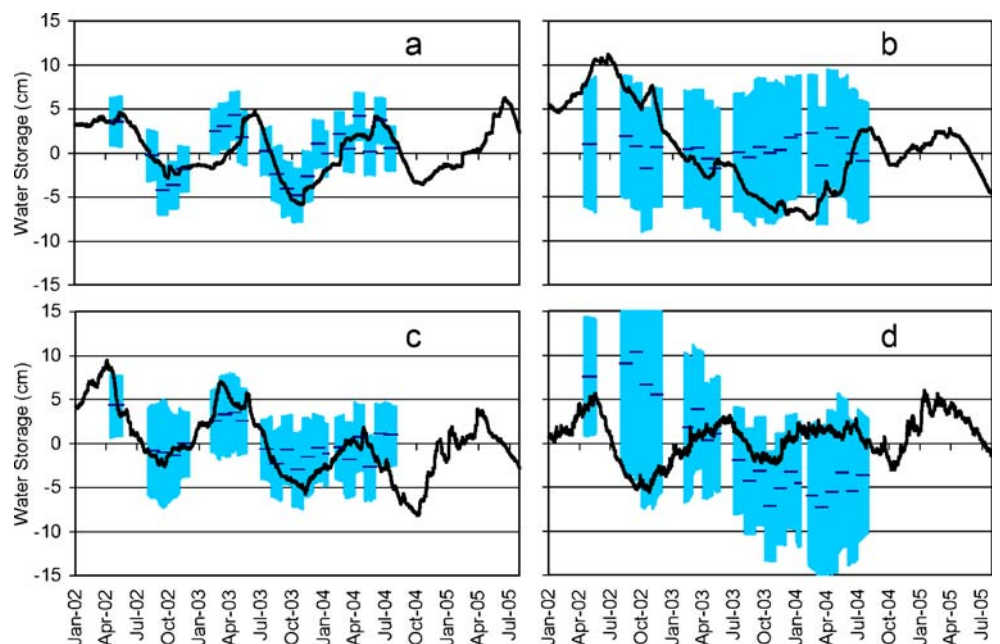 15
10
5
0
-5
-10
-15
Water Storage (cm)
a
b
15
10
5
0
-5
-10
-15
Water Storage (cm)
c
d
Jan-02
Apr-02
Jul-02
Oct-02
Jan-03
Apr-03
Jul-03
Oct-03
Jan-04
Apr-04
Jul-04
Oct-04
Jan-05
Apr-05
Jul-05
Jan-02
Apr-02
Jul-02
Oct-02
Jan-03
Apr-03
Jul-03
Oct-03
Jan-04
Apr-04
Jul-04
Oct-04
Jan-05
Apr-05
Jul-05